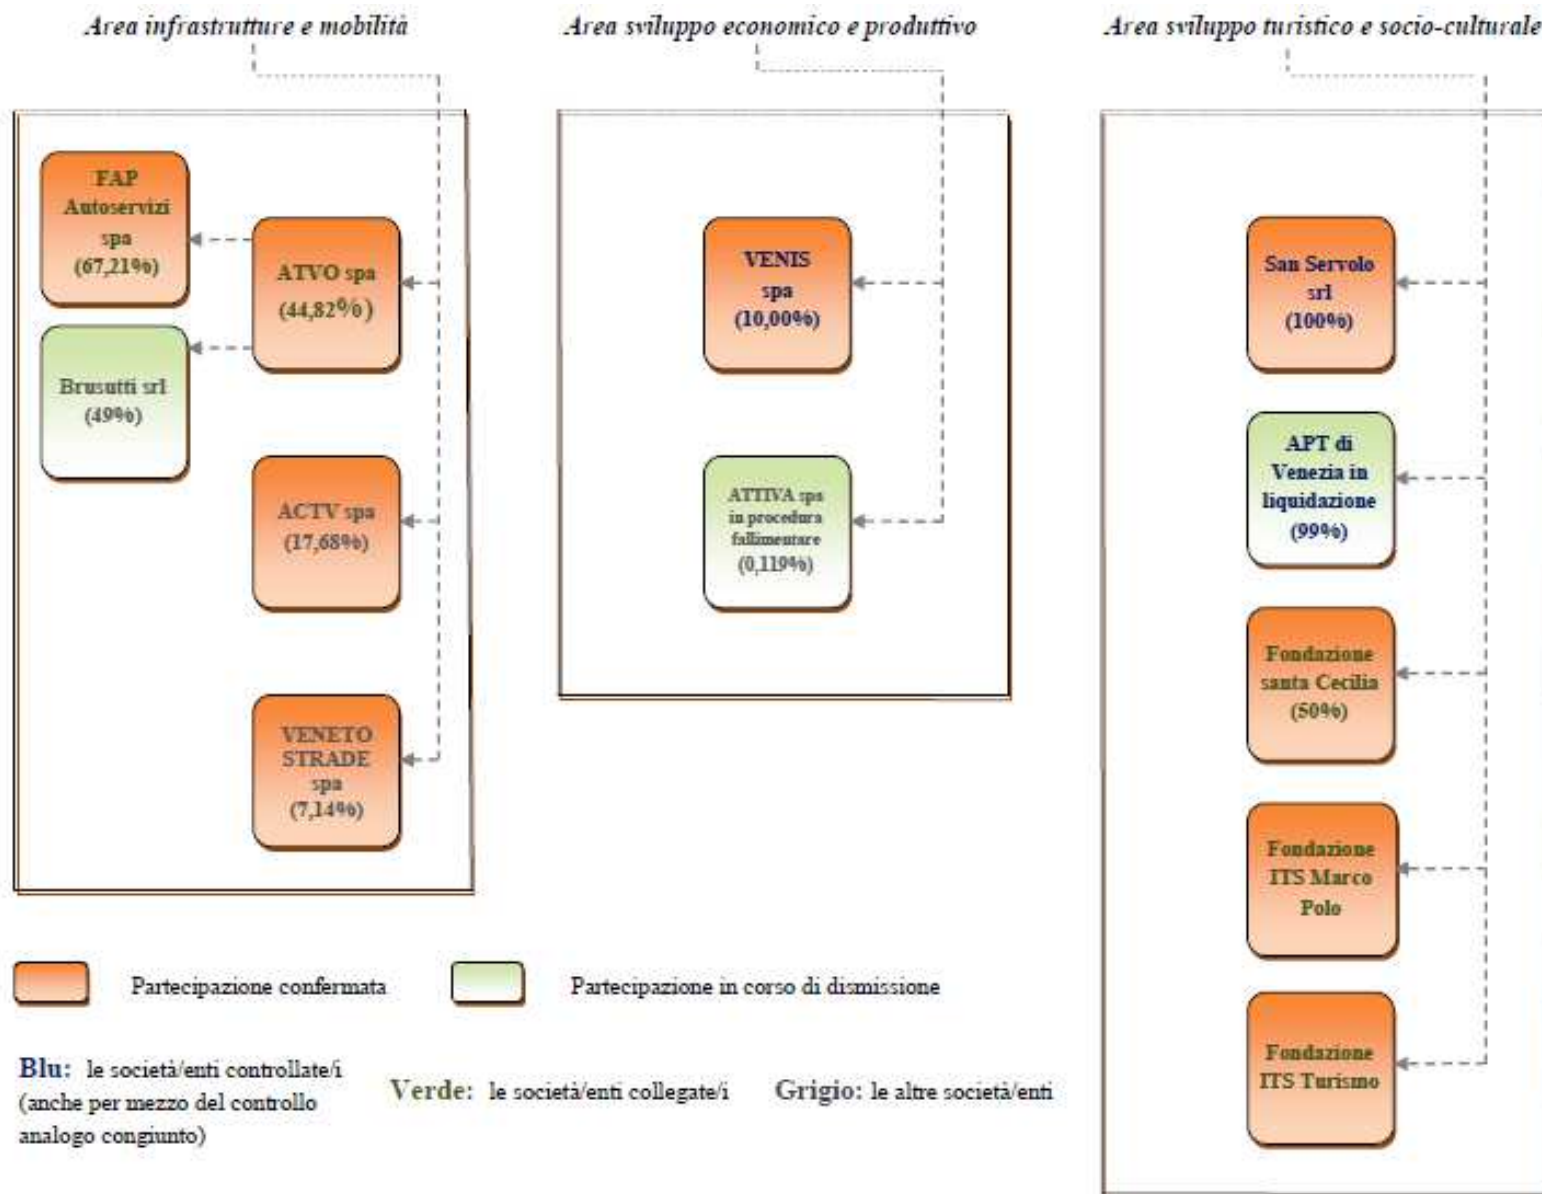 Area infrastrutture e mobilità
Area sviluppo economico e produttivo
Area sviluppo turistico e socio-culturale
FAP
Autoservizi
spa
(67,21%)
ATVO spa
(44,82%)
Brusutti srl
(49%)
ACTV spa
(17,68%)
VENETO
STRADE
spa
(7,14%)
VENIS
spa
(10,00%)
ATTIVA spa
in procedura
fallimentare
(0,119%)
San Servolo
srl
(100%)
APT di
Venezia in
liquidazione
(99%)
Fondazione
santa Cecilia
(50%)
Fondazione
ITS Marco
Polo
Fondazione
ITS Turismo
Partecipazione confermata
Partecipazione in corso di dismissione
Blu: le società/enti controllate/i
(anche per mezzo del controllo
analogo congiunto)
Verde: le società/enti collegate/i
Grigio: le altre società/enti